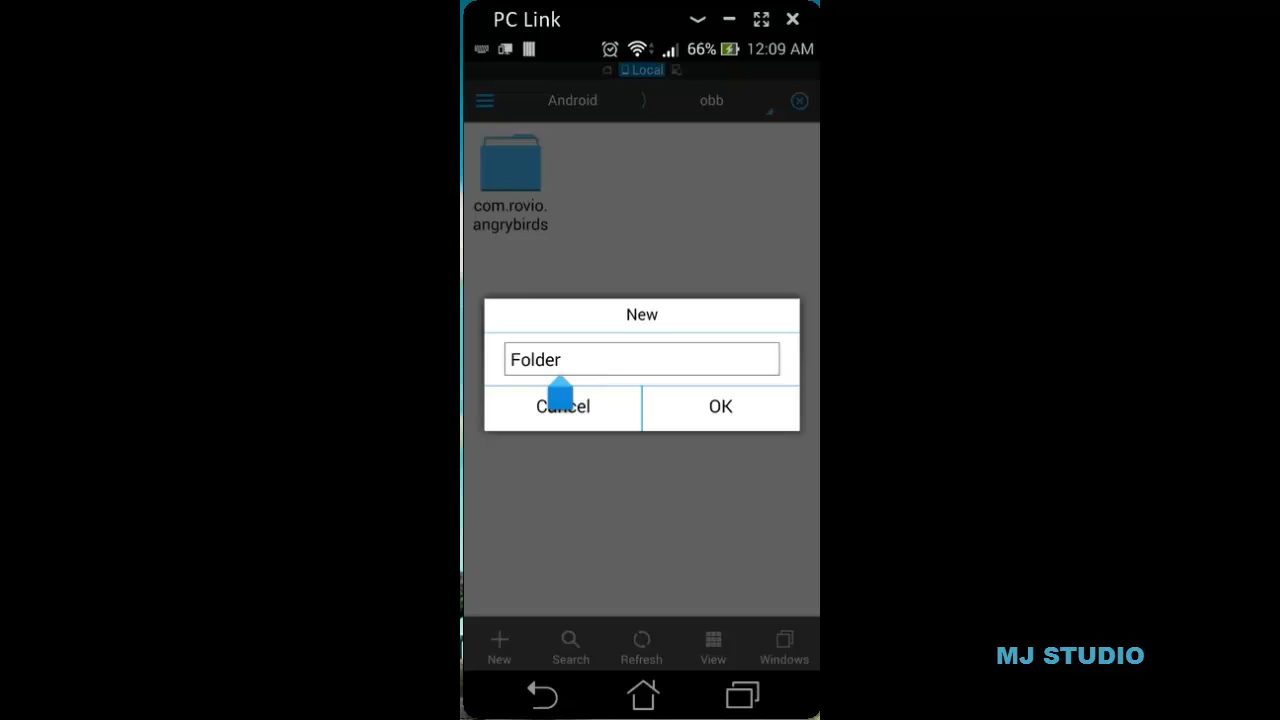 PC Link
66% 12:09 AM
Local
Android
obb
com.rovio.
angrybirds
New
Folder
Cancel
OK
New
Search
Refresh
View
Windows
MJ STUDIO